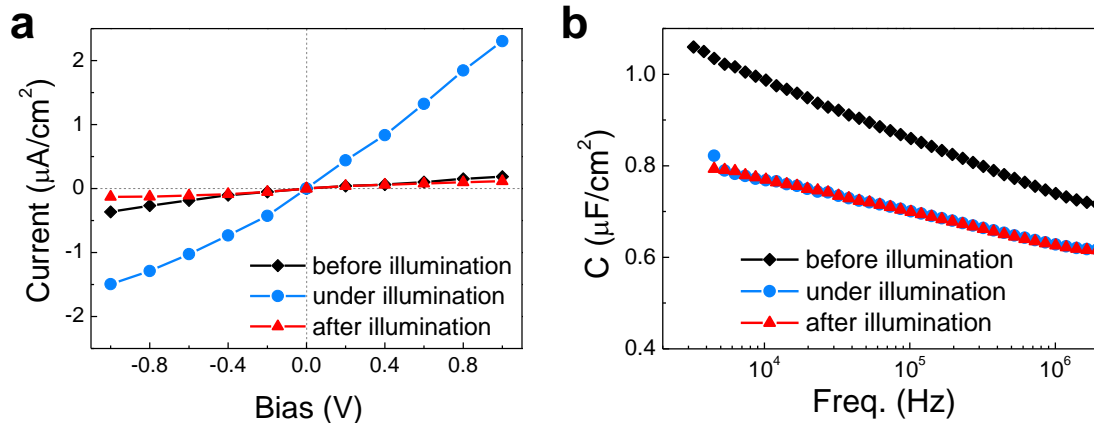 a
Current (μA/cm²)
2
1
0
-1
-2
before illumination
under illumination
after illumination
-0.8
-0.4
0.0
0.4
0.8
Bias (V)
b
C (μF/cm²)
1.0
0.8
0.6
0.4
before illumination
under illumination
after illumination
10⁴
10⁵
10⁶
Freq. (Hz)